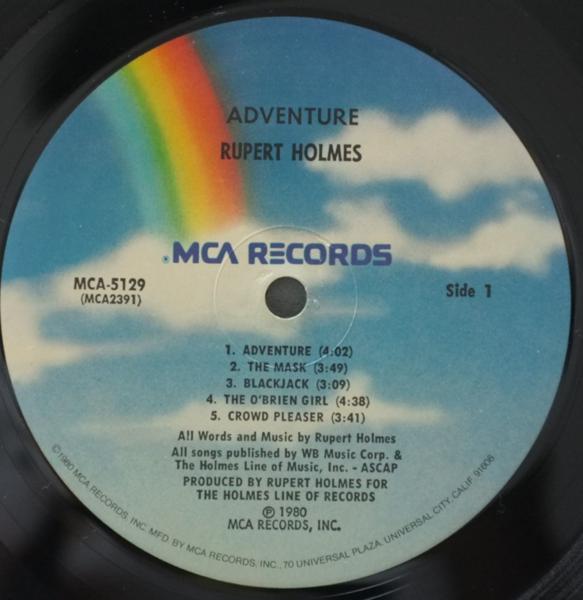 ADVENTURE
RUPERT HOLMES
MCA RECORDS
MCA-5129
(MCA2391)
Side 1
1. ADVENTURE (4:02)
2. THE MASK (3:49)
3. BLACKJACK (3:09)
4. THE O'BRIEN GIRL (4:38)
5. CROWD PLEASER (3:41)
All Words and Music by Rupert Holmes
All songs published by WB Music Corp. &
The Holmes Line of Music, Inc. - ASCAP
PRODUCED BY RUPERT HOLMES FOR
THE HOLMES LINE OF RECORDS
℗ 1980
MCA RECORDS, INC.
©1980 MCA RECORDS, INC. MFD. BY MCA RECORDS, INC., 70 UNIVERSAL PLAZA, UNIVERSAL CITY, CALIF. 91608